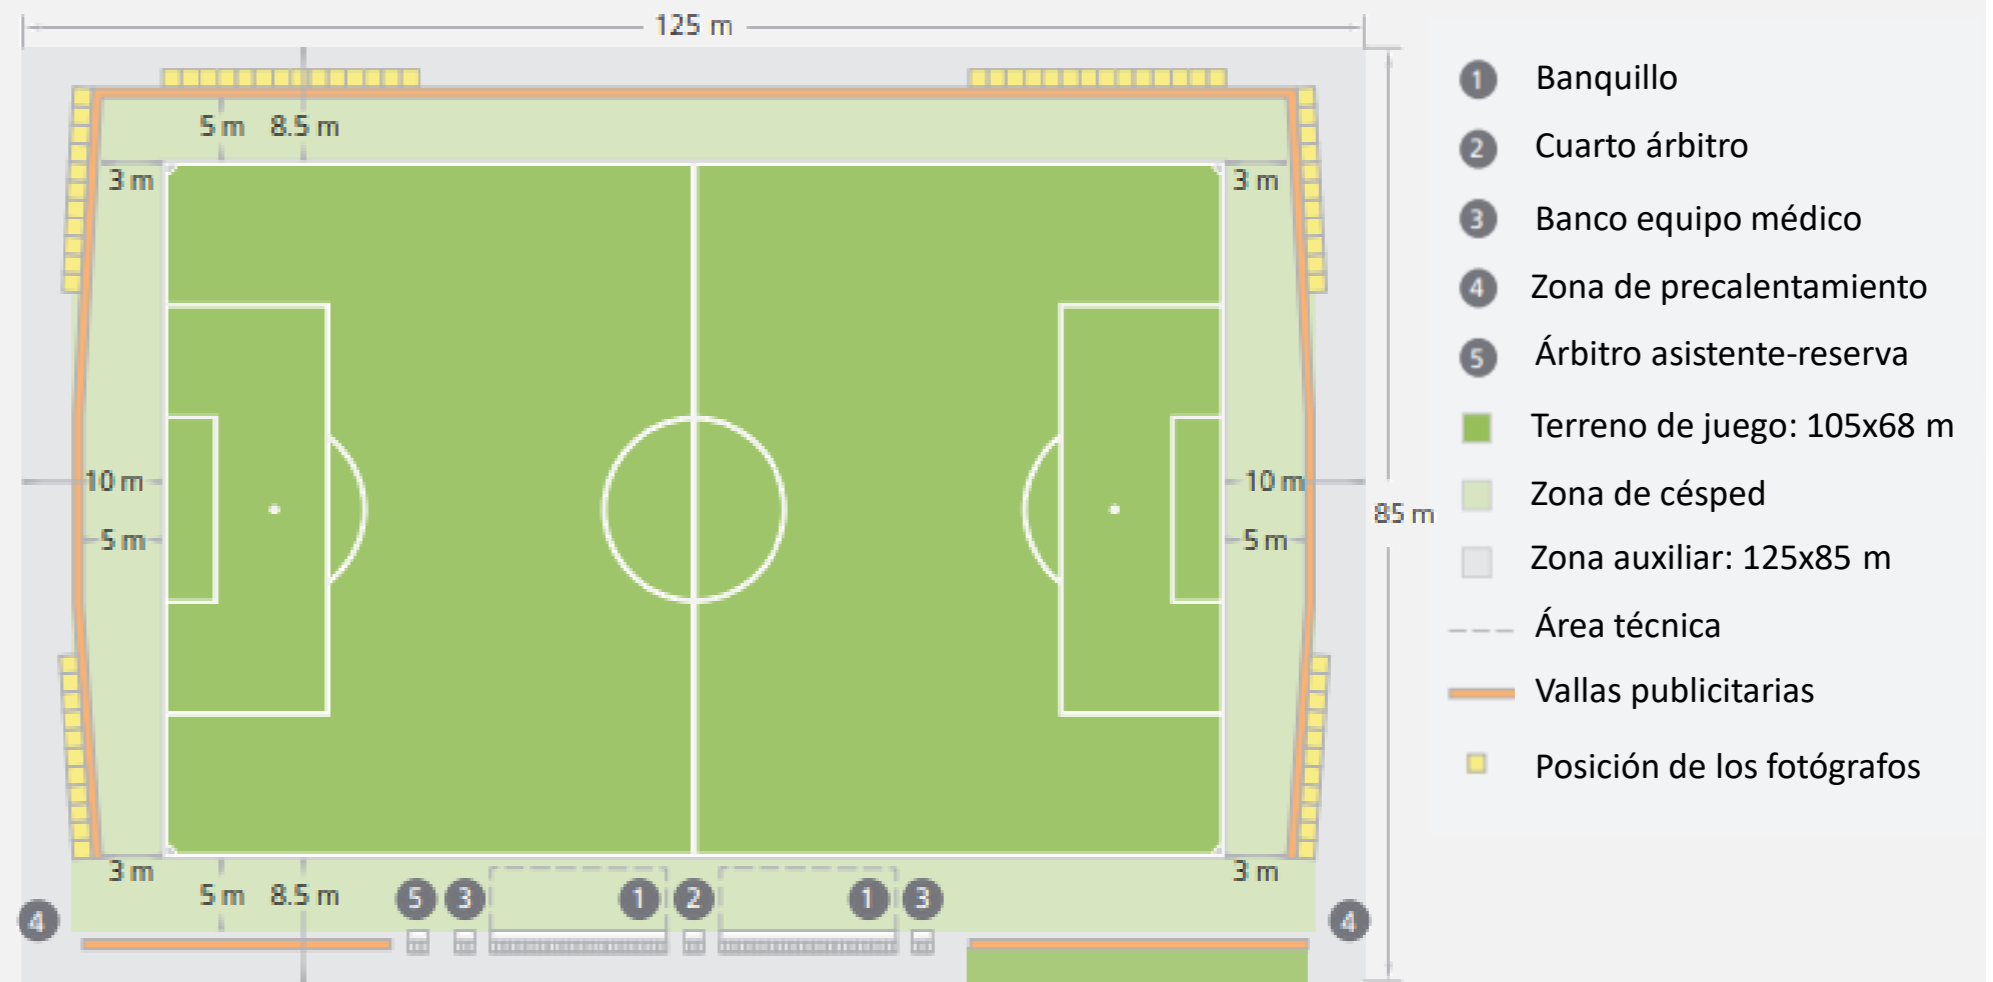 125 m
5 m 8.5 m
3 m 3 m
10 m 10 m
5 m 5 m
85 m
3 m 3 m
5 m 8.5 m 5 3 1 2 1 3
4 4
1 Banquillo
2 Cuarto árbitro
3 Banco equipo médico
4 Zona de precalentamiento
5 Árbitro asistente-reserva
Terreno de juego: 105x68 m
Zona de césped
Zona auxiliar: 125x85 m
Área técnica
Vallas publicitarias
Posición de los fotógrafos